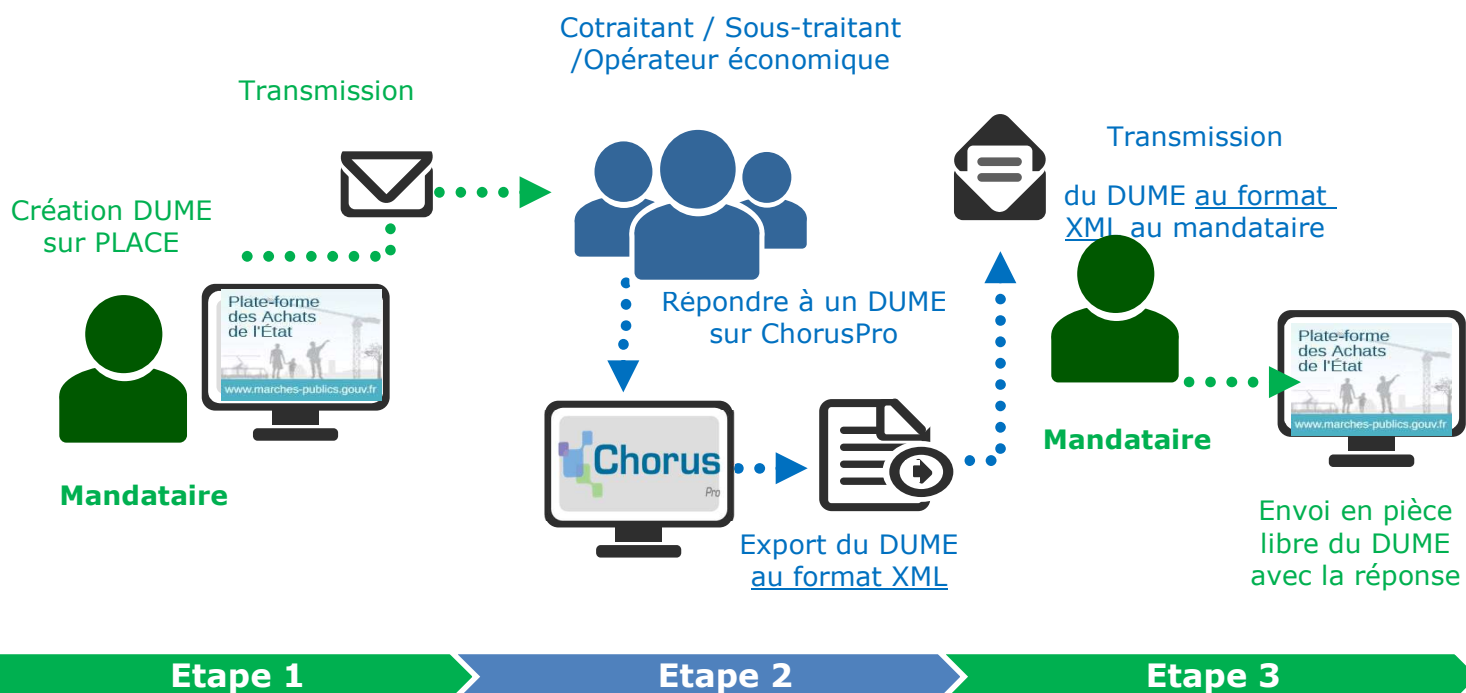 Cotraitant / Sous-traitant
/Opérateur économique
Transmission
Création DUME
sur PLACE
Plate-forme
des Achats
de l'État
www.marches-publics.gouv.fr
Mandataire
Répondre à un DUME
sur ChorusPro
Chorus
Pro
Export du DUME
au format XML
Transmission
du DUME au format
XML au mandataire
Mandataire
Plate-forme
des Achats
de l'État
www.marches-publics.gouv.fr
Envoi en pièce
libre du DUME
avec la réponse
Etape 1
Etape 2
Etape 3